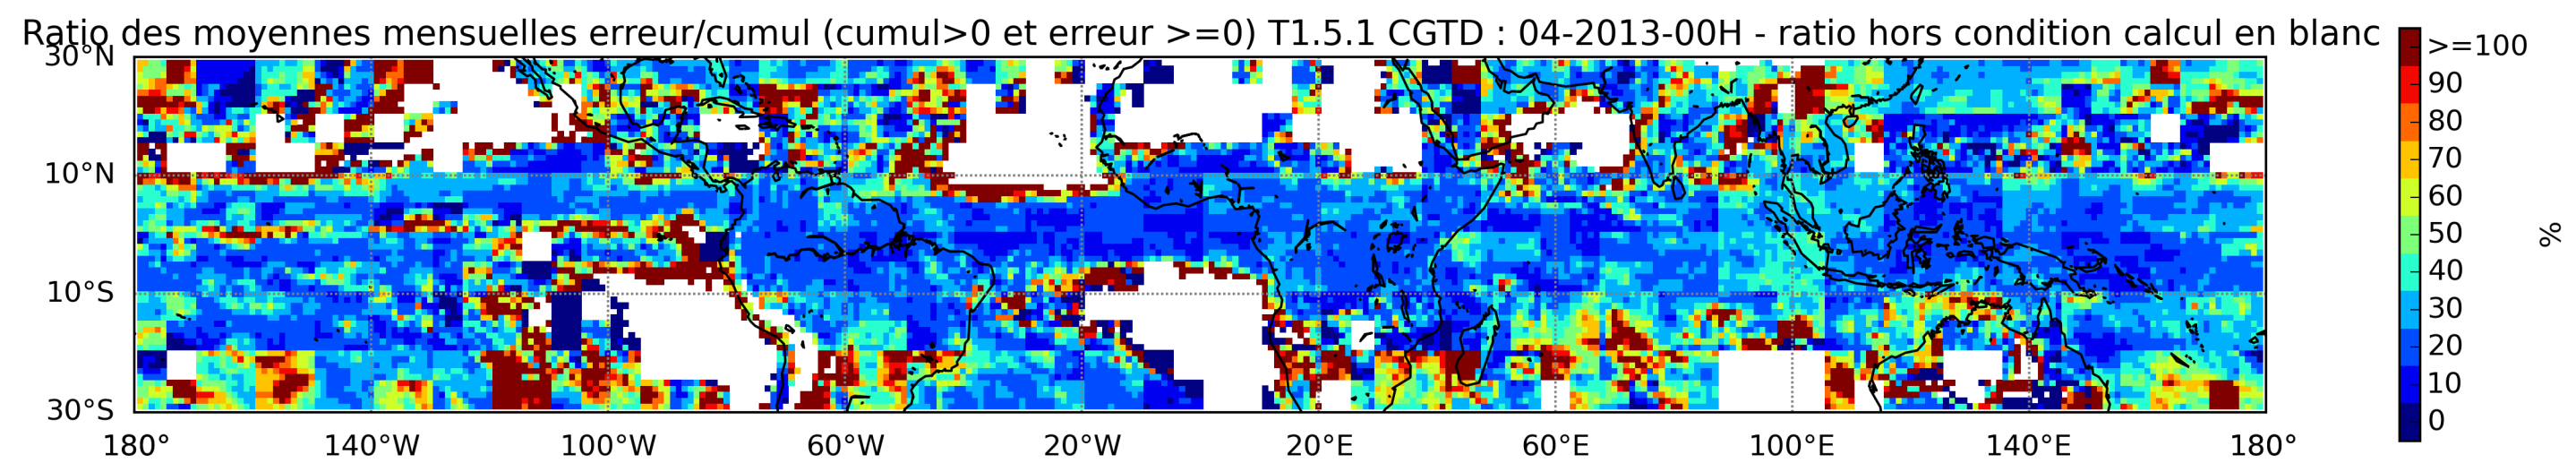 Ratio des moyennes mensuelles erreur/cumul (cumul>0 et erreur >=0) T1.5.1 CGTD : 04-2013-00H - ratio hors condition calcul en blanc
30°N
10°N
10°S
30°S
180° 140°W 100°W 60°W 20°W 20°E 60°E 100°E 140°E 180°
>=100
90
80
70
60
50
40
30
20
10
0
%